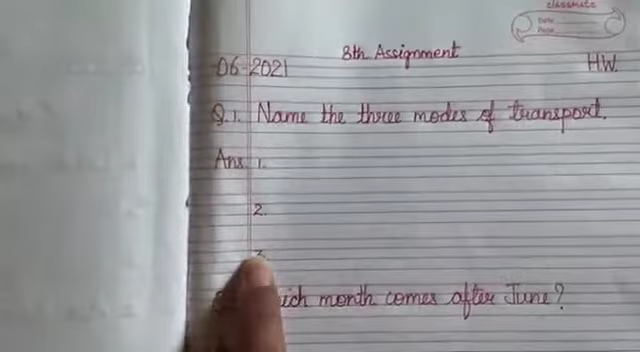 classmate
Date
Page
8th Assignment
06-2021
H.W.
Q.1. Name the three modes of transport.
Ans 1.
2.
3.
ich month comes after June?